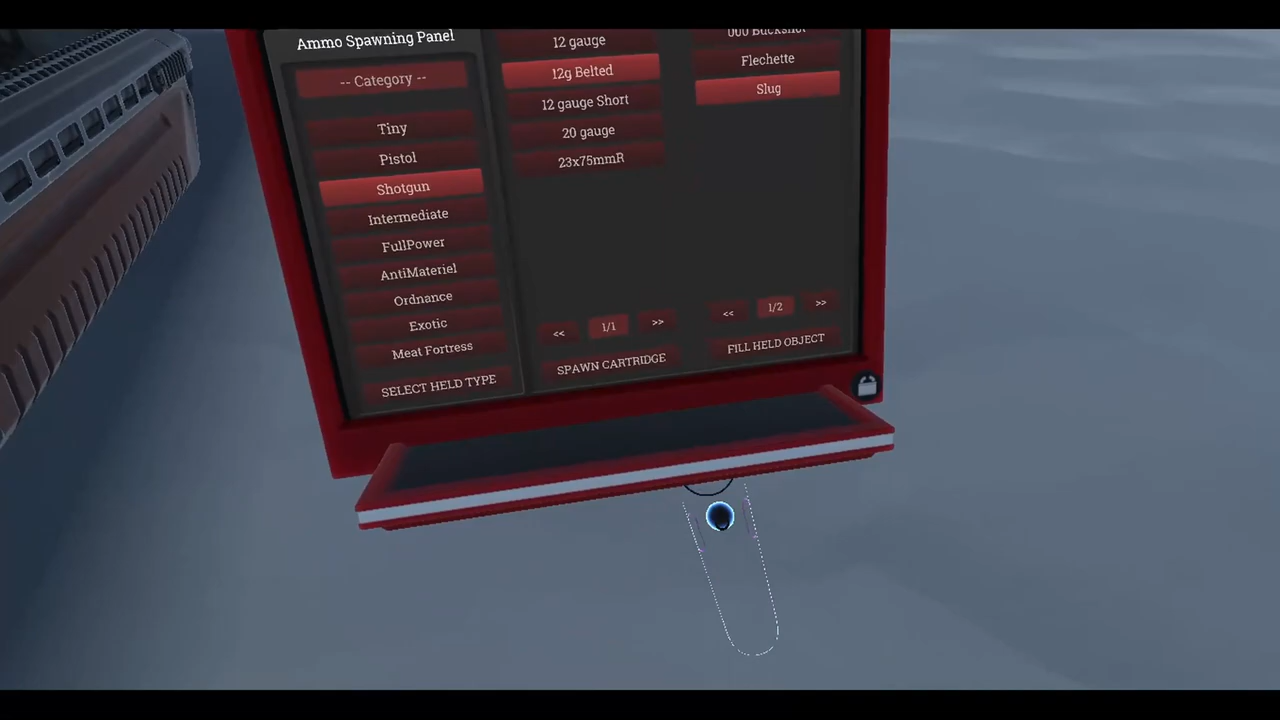 Ammo Spawning Panel
-- Category --
Tiny
Pistol
Shotgun
Intermediate
FullPower
AntiMateriel
Ordnance
Exotic
Meat Fortress
SELECT HELD TYPE
12 gauge
12g Belted
12 gauge Short
20 gauge
23x75mmR
<< 1/1 >>
SPAWN CARTRIDGE
000 Buckshot
Flechette
Slug
<< 1/2 >>
FILL HELD OBJECT